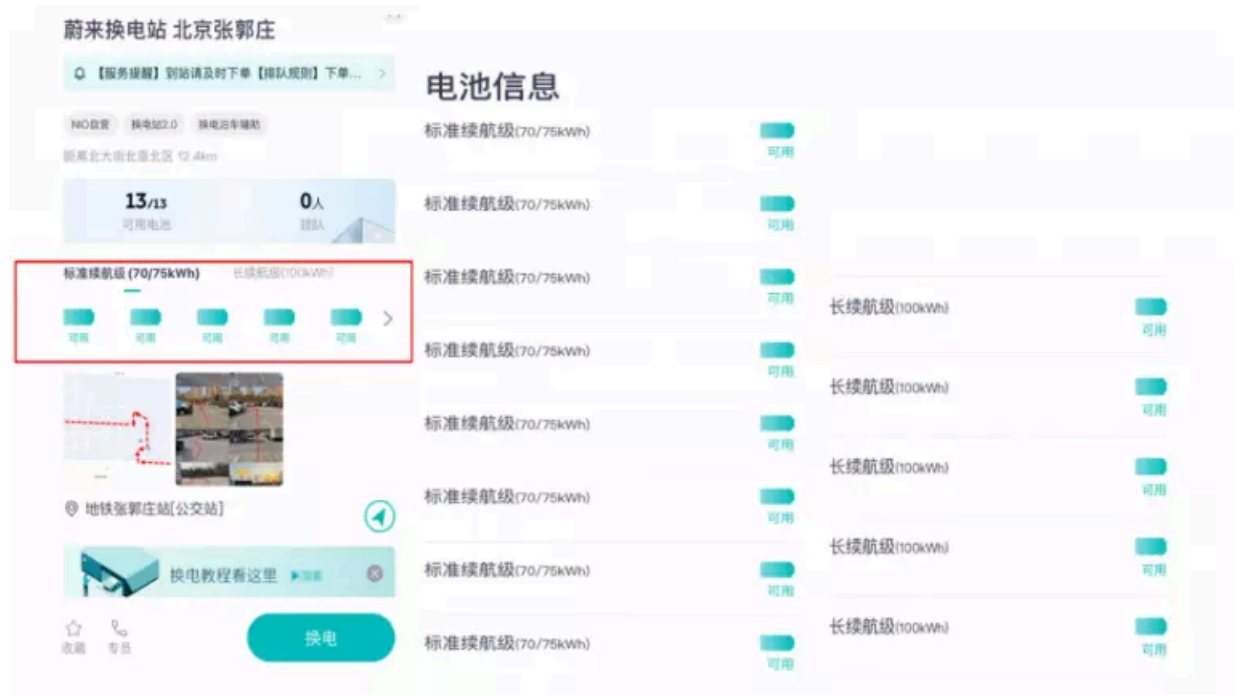 蔚来换电站 北京张郭庄
【服务提醒】到站请及时下单【排队规则】下单...
NIO自营 换电站2.0 换电泊车辅助
13/13
可用电池
0人
排队
标准续航级 (70/75kWh)
长续航级(100kWh)
可用 可用 可用 可用 可用
地铁张郭庄站[公交站]
换电教程看这里
收藏
专员
换电
电池信息
标准续航级(70/75kWh)
可用
标准续航级(70/75kWh)
可用
标准续航级(70/75kWh)
可用
标准续航级(70/75kWh)
可用
标准续航级(70/75kWh)
可用
标准续航级(70/75kWh)
可用
标准续航级(70/75kWh)
可用
标准续航级(70/75kWh)
可用
长续航级(100kWh)
可用
长续航级(100kWh)
可用
长续航级(100kWh)
可用
长续航级(100kWh)
可用
长续航级(100kWh)
可用